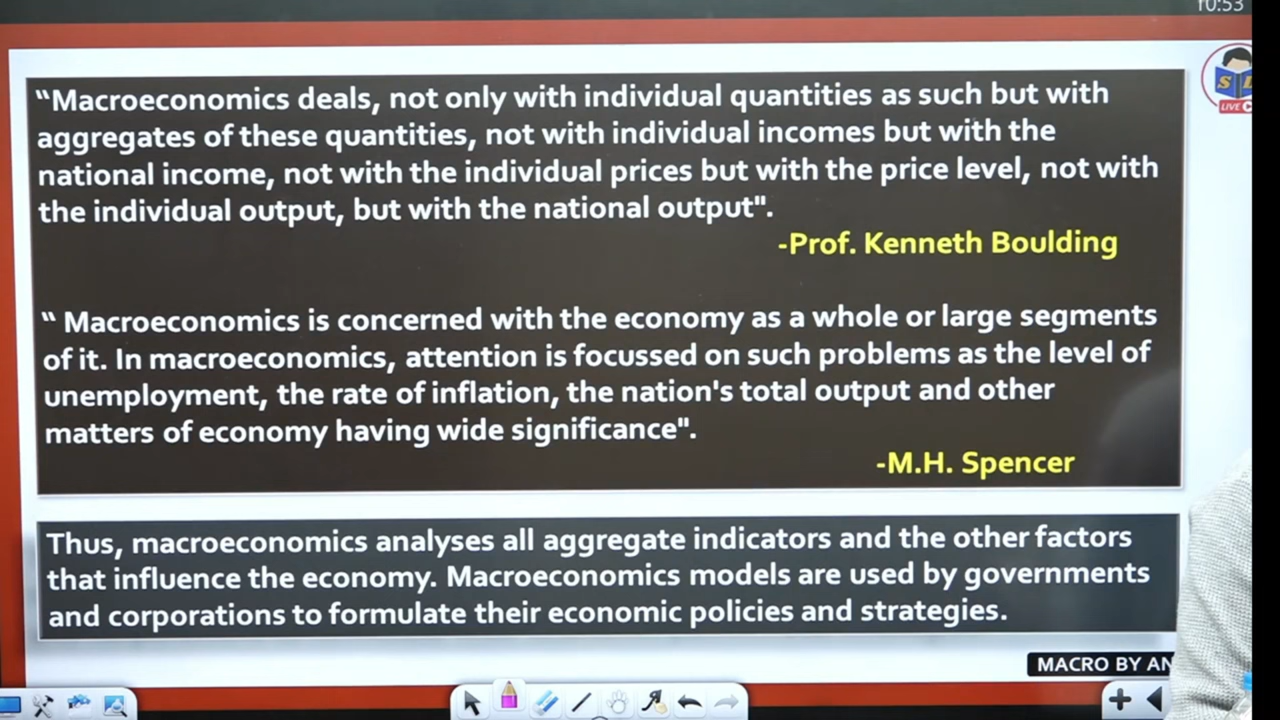 10:53
“Macroeconomics deals, not only with individual quantities as such but with
aggregates of these quantities, not with individual incomes but with the
national income, not with the individual prices but with the price level, not with
the individual output, but with the national output".
-Prof. Kenneth Boulding
“ Macroeconomics is concerned with the economy as a whole or large segments
of it. In macroeconomics, attention is focussed on such problems as the level of
unemployment, the rate of inflation, the nation's total output and other
matters of economy having wide significance".
-M.H. Spencer
Thus, macroeconomics analyses all aggregate indicators and the other factors
that influence the economy. Macroeconomics models are used by governments
and corporations to formulate their economic policies and strategies.
LIVE
MACRO BY AN